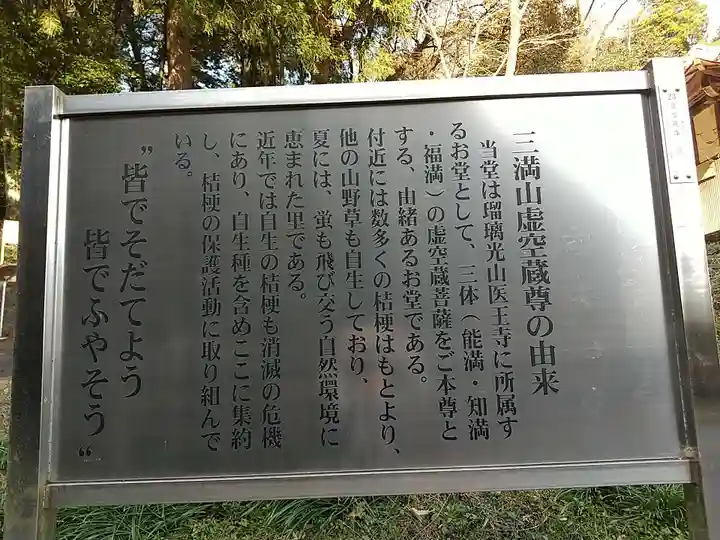 三満山虚空蔵尊の由来
当堂は瑠璃光山医王寺に所属す
るお堂として、三体（能満・知満
・福満）の虚空蔵菩薩をご本尊と
する、由緒あるお堂である。
付近には数多くの桔梗はもとより、
他の山野草も自生しており、
夏には、蛍も飛び交う自然環境に
恵まれた里である。
近年では自生の桔梗も消滅の危機
にあり、自生種を含めここに集約
し、桔梗の保護活動に取り組んで
いる。
"皆でそだてよう
皆でふやそう"